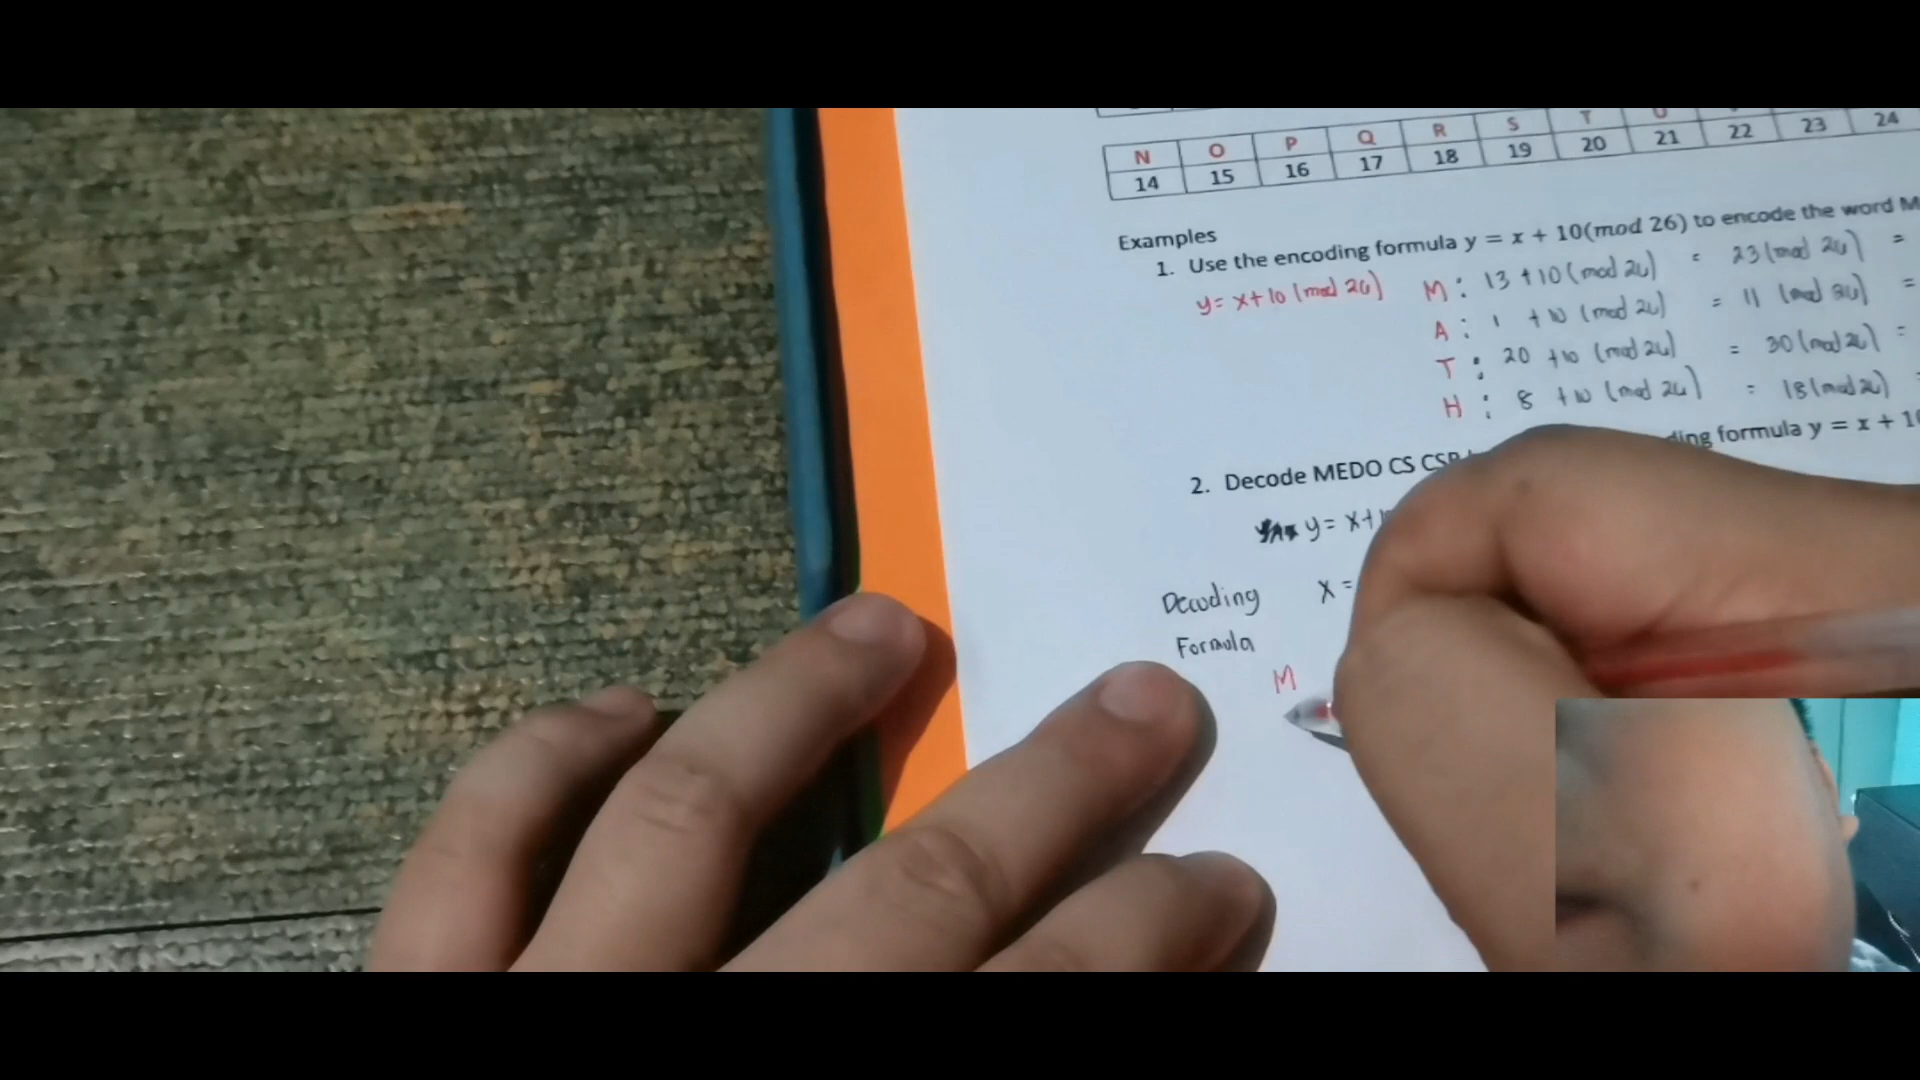 N O P Q R S T U
14 15 16 17 18 19 20 21 22 23 24
Examples
1. Use the encoding formula y = x + 10(mod 26) to encode the word M
y = x + 10 (mod 26) M : 13 + 10 (mod 26) = 23 (mod 26) =
A : 1 + 10 (mod 26) = 11 (mod 26) =
T : 20 + 10 (mod 26) = 30 (mod 26) =
H : 8 + 10 (mod 26) = 18 (mod 26)
2. Decode MEDO CS formula y = x +
y = x +
Decoding x =
Formula
M